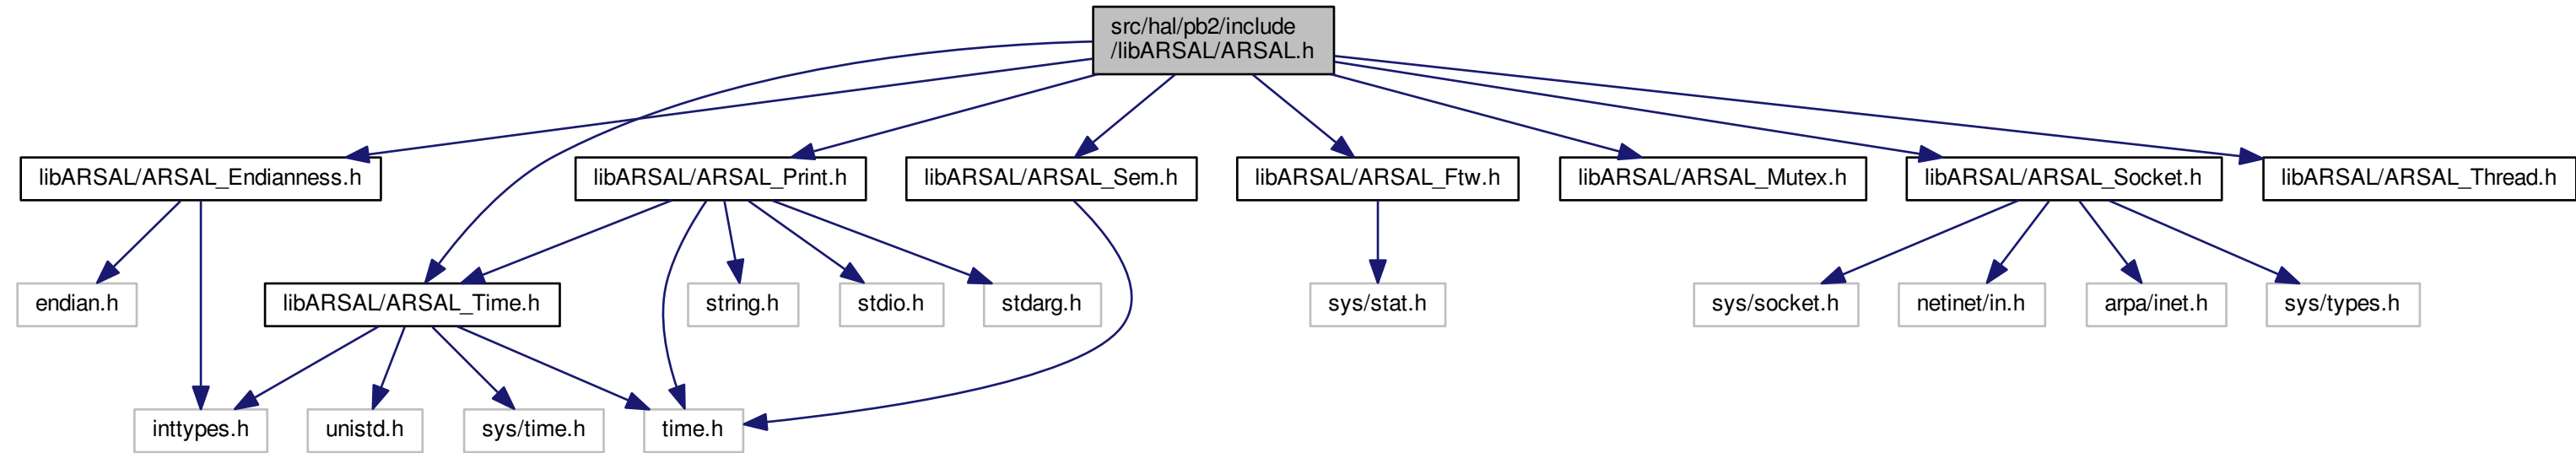 src/hal/pb2/include
/libARSAL/ARSAL.h
libARSAL/ARSAL_Endianness.h
libARSAL/ARSAL_Print.h
libARSAL/ARSAL_Sem.h
libARSAL/ARSAL_Ftw.h
libARSAL/ARSAL_Mutex.h
libARSAL/ARSAL_Socket.h
libARSAL/ARSAL_Thread.h
endian.h
libARSAL/ARSAL_Time.h
string.h
stdio.h
stdarg.h
sys/stat.h
sys/socket.h
netinet/in.h
arpa/inet.h
sys/types.h
inttypes.h
unistd.h
sys/time.h
time.h